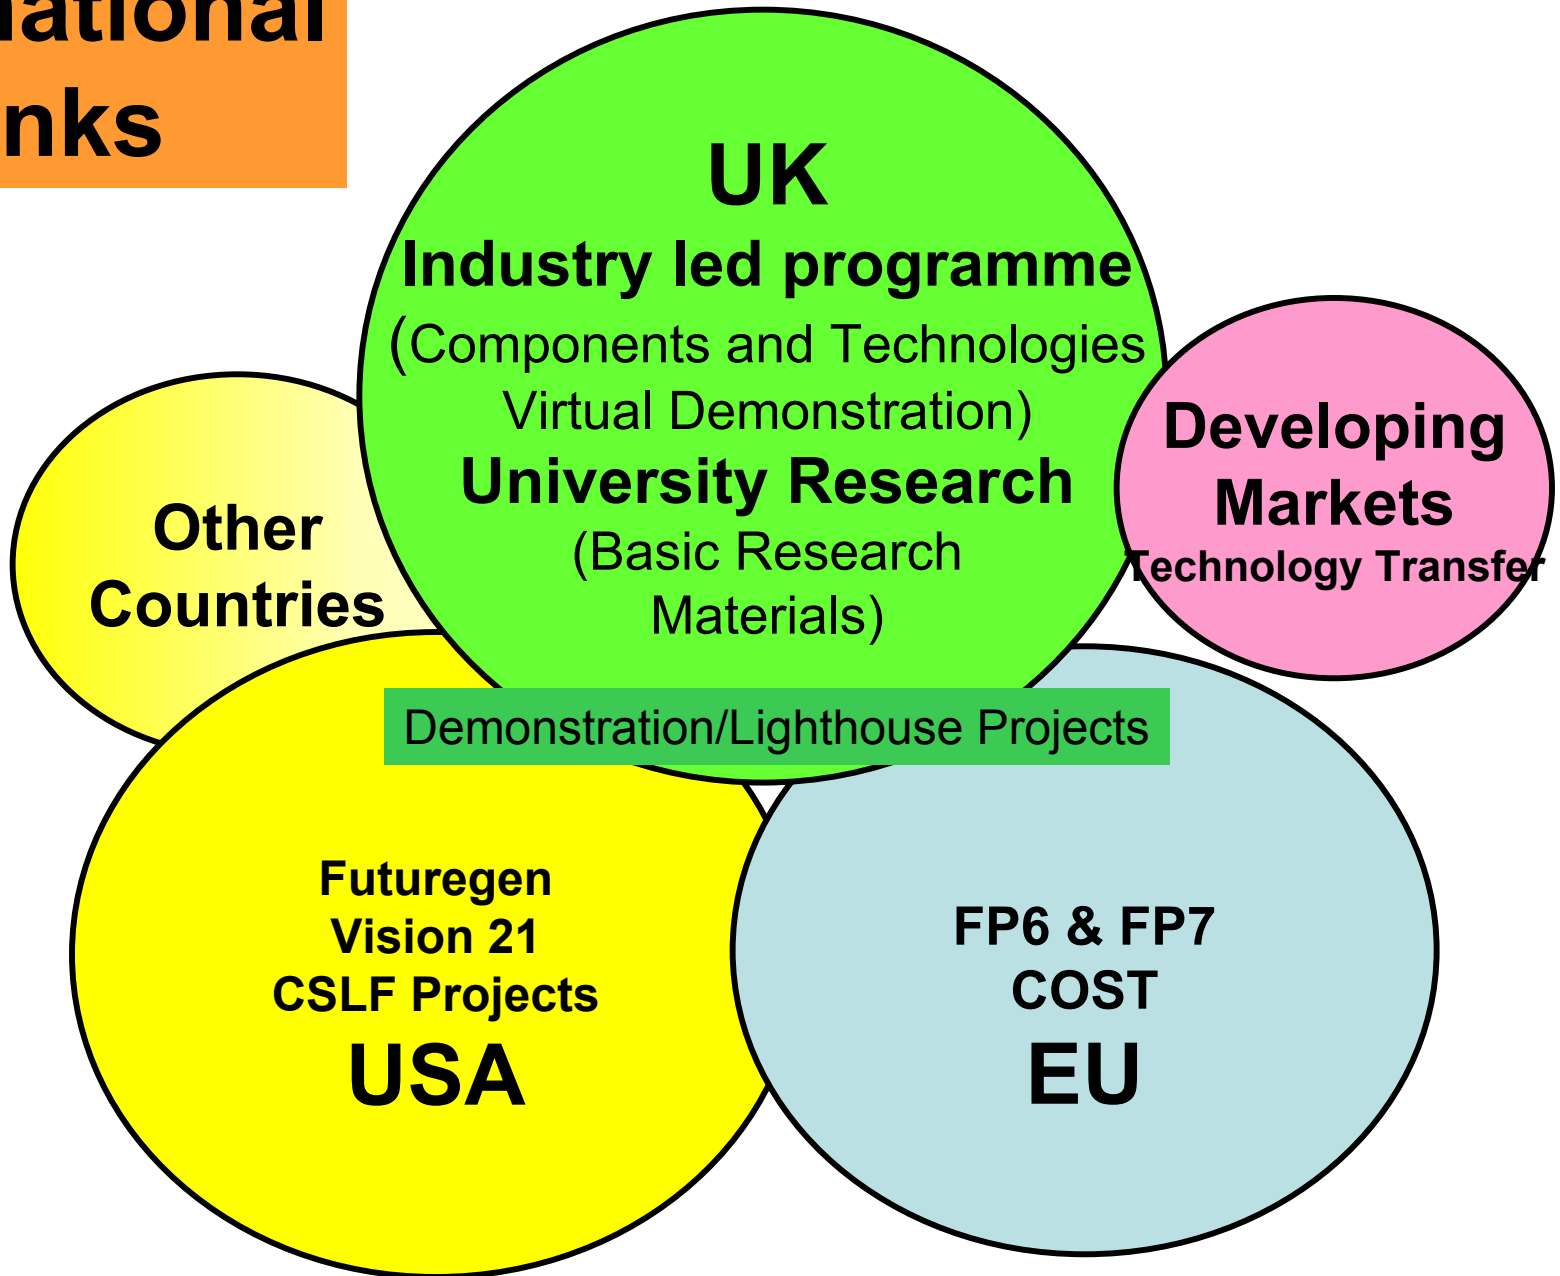 national
nks
UK
Industry led programme
(Components and Technologies
Virtual Demonstration)
University Research
(Basic Research
Materials)
Developing
Markets
Technology Transfer
Other
Countries
Demonstration/Lighthouse Projects
Futuregen
Vision 21
CSLF Projects
USA
FP6 & FP7
COST
EU